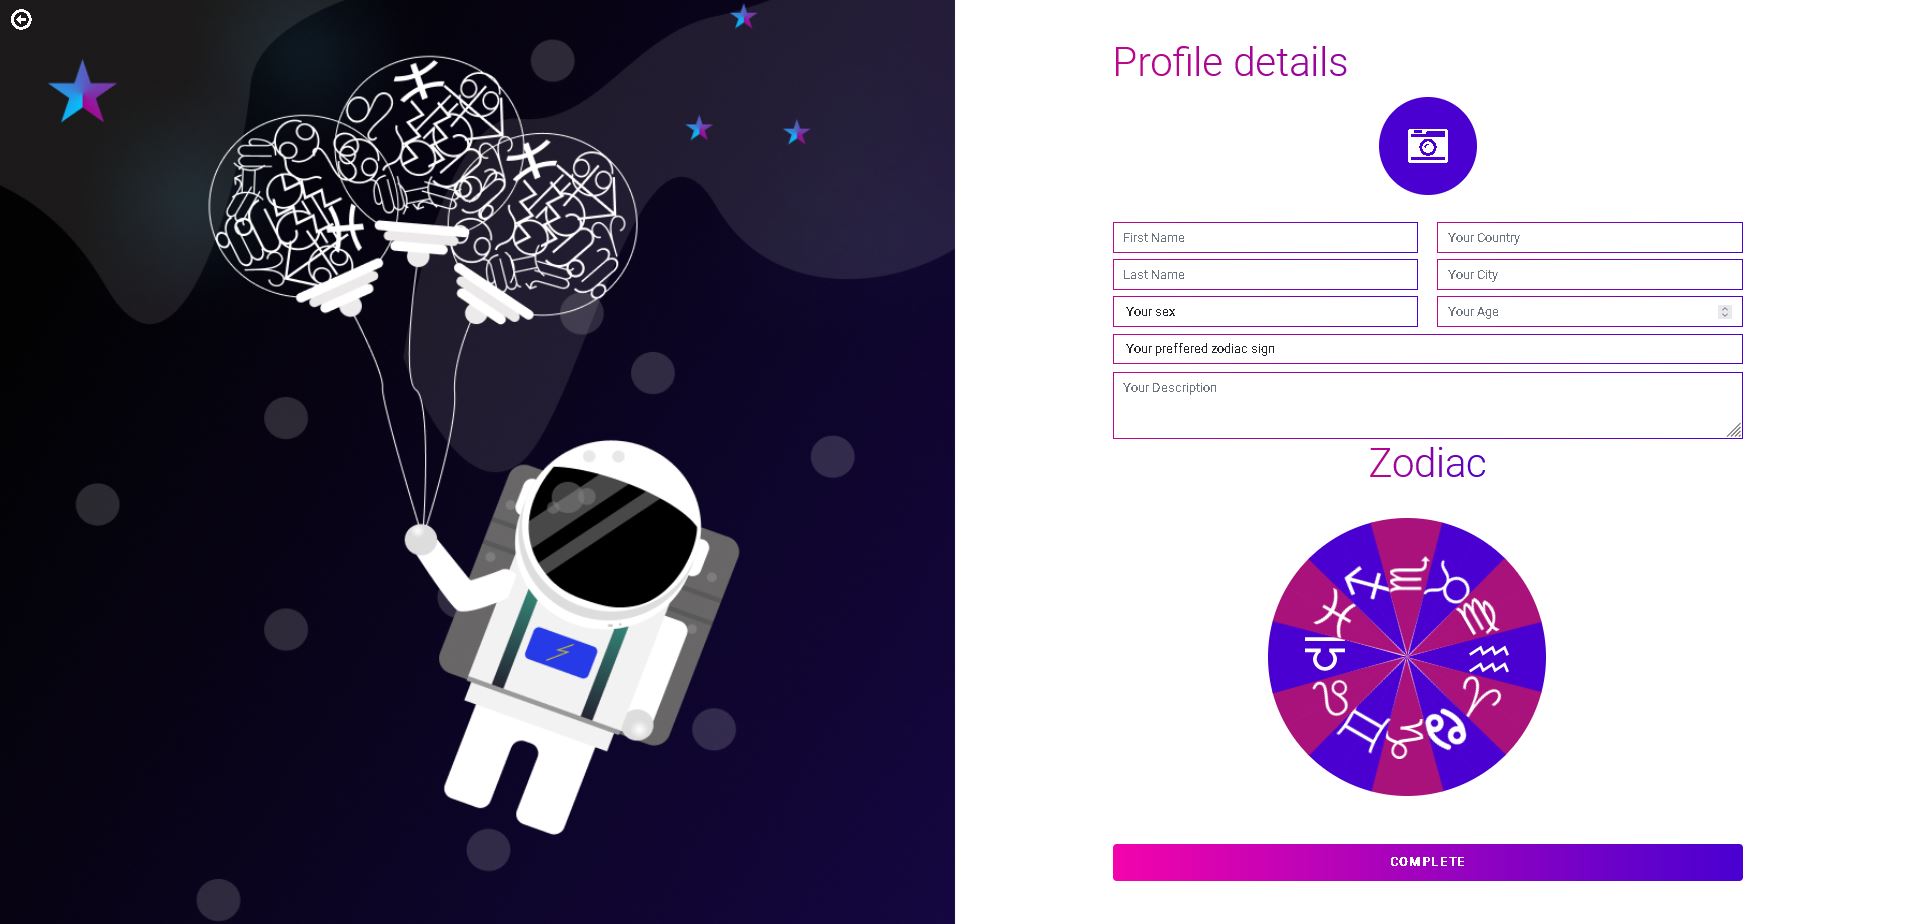 Profile details
First Name
Your Country
Last Name
Your City
Your sex
Your Age
Your preffered zodiac sign
Your Description
Zodiac
COMPLETE